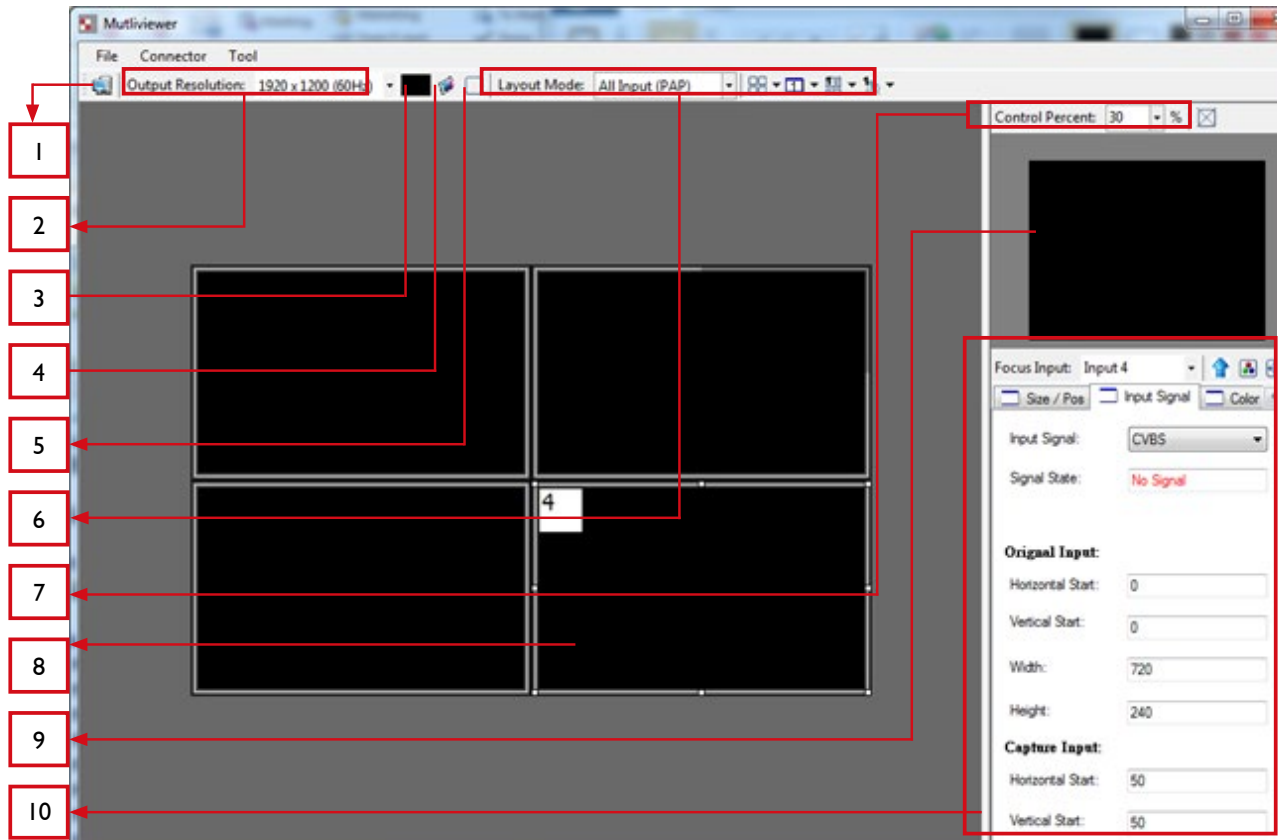 Mutliviewer
File Connector Tool
Output Resolution: 1920 x 1200 (60Hz) Layout Mode: All Input (PAP)
Control Percent: 30 %
1
2
3
4
5
6
7
8
9
10
4
Focus Input: Input 4
Size / Pos Input Signal Color
Input Signal: CVBS
Signal State: No Signal
Orignal Input:
Horizontal Start: 0
Vertical Start: 0
Width: 720
Height: 240
Capture Input:
Horizontal Start: 50
Vertical Start: 50